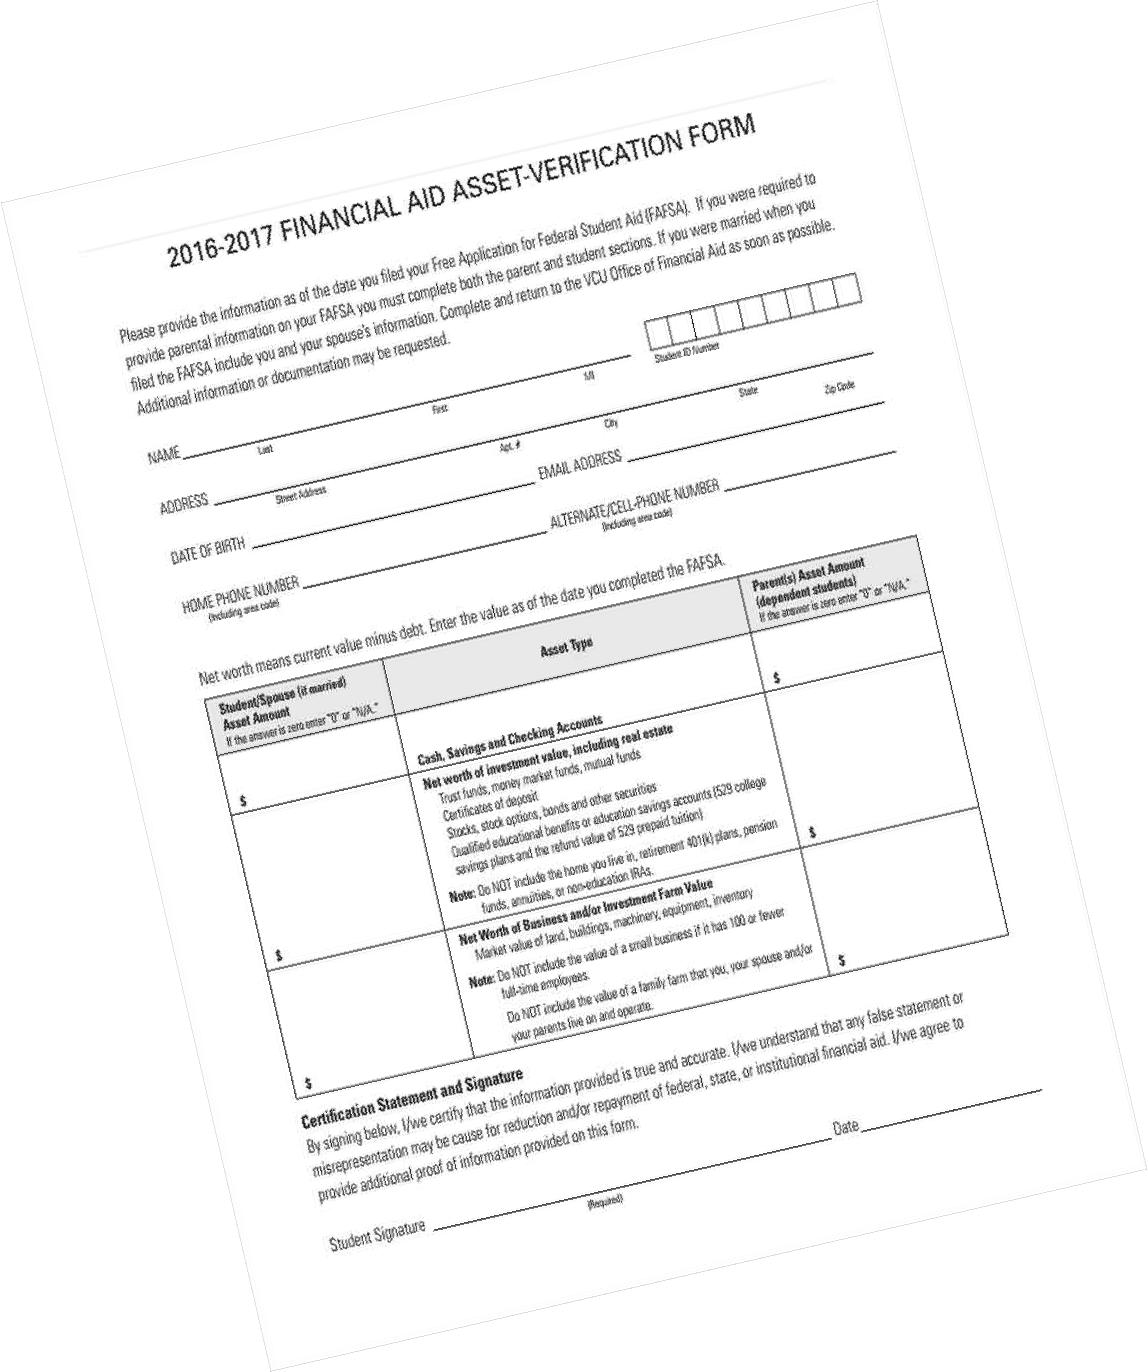 2016-2017 FINANCIAL AID ASSET-VERIFICATION FORM
Please provide the information as of the date you filed your Free Application for Federal Student Aid (FAFSA). If you were required to
provide parental information on your FAFSA you must complete both the parent and student sections. If you were married when you
filed the FAFSA include you and your spouse's information. Complete and return to the VCU Office of Financial Aid as soon as possible.
Additional information or documentation may be requested.
Student ID Number
NAME
Last First MI
ADDRESS
Street Address Apt. # City State Zip Code
DATE OF BIRTH EMAIL ADDRESS
HOME PHONE NUMBER ALTERNATE/CELL-PHONE NUMBER
(Including area code) (Including area code)
Net worth means current value minus debt. Enter the value as of the date you completed the FAFSA.
Student/Spouse (if married)
Asset Amount
If the answer is zero enter "0" or "N/A."
Asset Type
Parent(s) Asset Amount
(dependent students)
If the answer is zero enter "0" or "N/A."
$
Cash, Savings and Checking Accounts
$
$
Net worth of investment value, including real estate
Trust funds, money market funds, mutual funds
Certificates of deposit
Stocks, stock options, bonds and other securities
Qualified educational benefits or education savings accounts (529 college
savings plans and the refund value of 529 prepaid tuition)
Note: Do NOT include the home you live in, retirement 401(k) plans, pension
funds, annuities, or non-education IRAs.
$
$
Net Worth of Business and/or Investment Farm Value
Market value of land, buildings, machinery, equipment, inventory
Note: Do NOT include the value of a small business if it has 100 or fewer
full-time employees.
Do NOT include the value of a family farm that you, your spouse and/or
your parents live on and operate.
$
Certification Statement and Signature
By signing below, I/we certify that the information provided is true and accurate. I/we understand that any false statement or
misrepresentation may be cause for reduction and/or repayment of federal, state, or institutional financial aid. I/we agree to
provide additional proof of information provided on this form.
Student Signature Date
(Required)